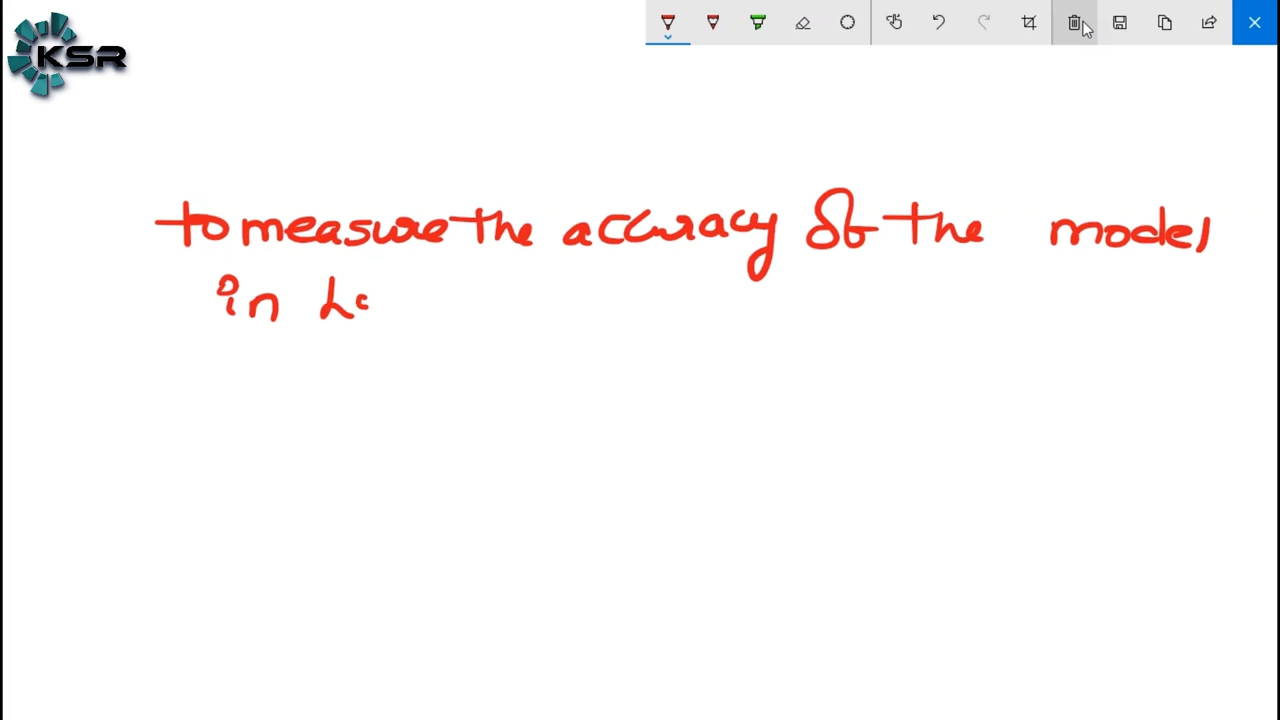 KSR
to measure the accuracy of the model
in